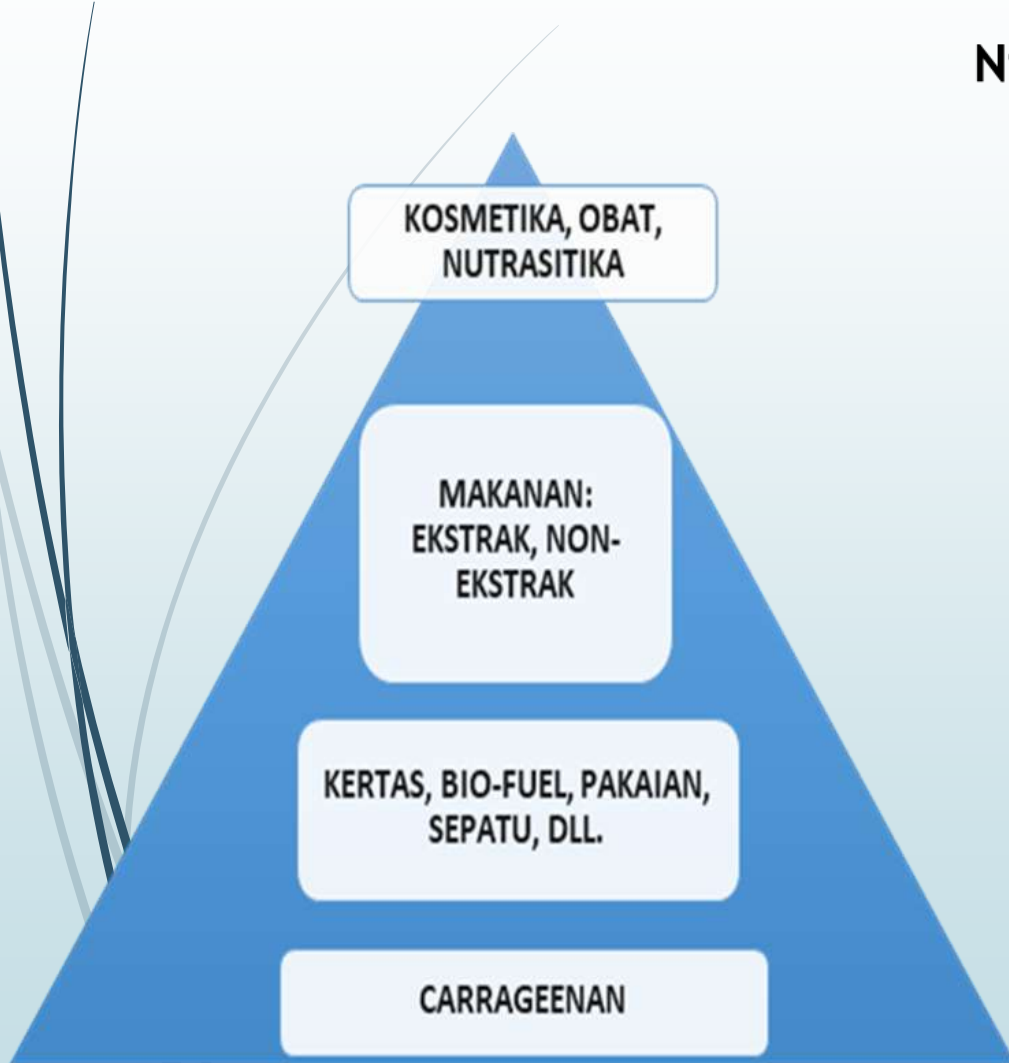 KOSMETIKA, OBAT,
NUTRASITIKA
MAKANAN:
EKSTRAK, NON-
EKSTRAK
KERTAS, BIO-FUEL, PAKAIAN,
SEPATU, DLL.
CARRAGEENAN